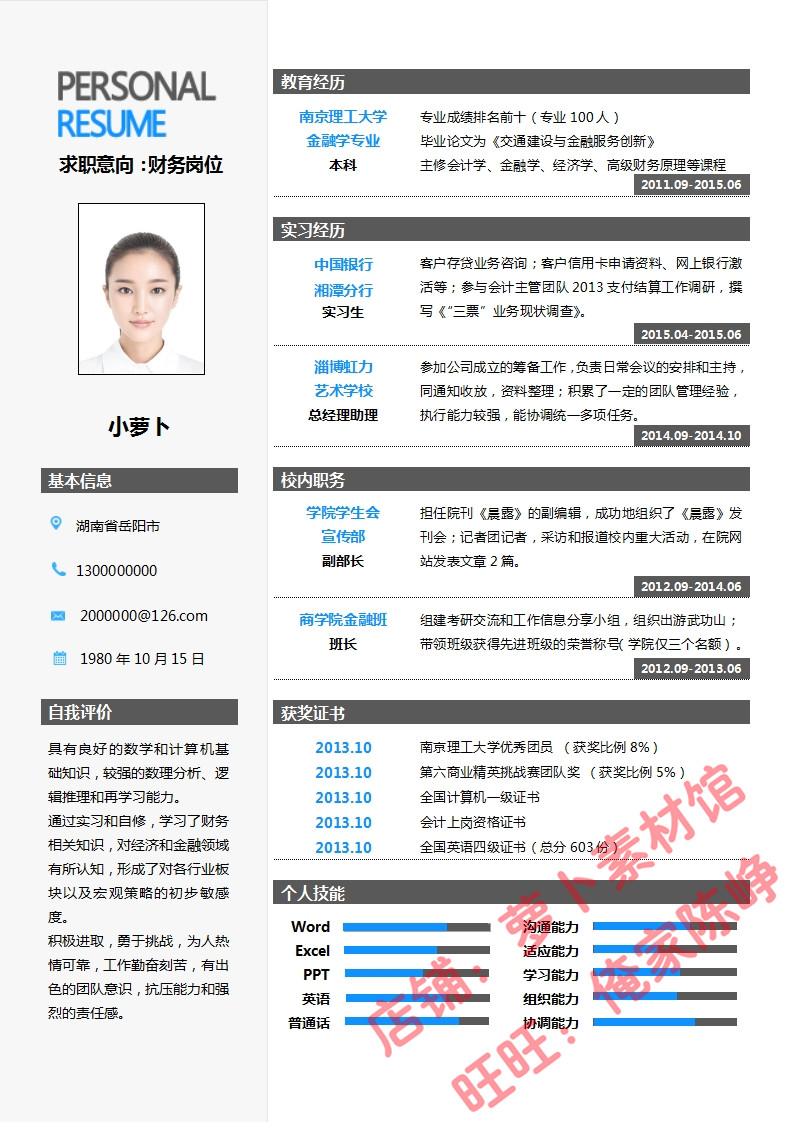 PERSONAL
RESUME
求职意向：财务岗位
小萝卜
基本信息
湖南省岳阳市
1300000000
2000000@126.com
1980 年 10 月 15 日
自我评价
具有良好的数学和计算机基
础知识，较强的数理分析、逻
辑推理和再学习能力。
通过实习和自修，学习了财务
相关知识，对经济和金融领域
有所认知，形成了对各行业板
块以及宏观策略的初步敏感
度。
积极进取，勇于挑战，为人热
情可靠，工作勤奋刻苦，有出
色的团队意识，抗压能力和强
烈的责任感。
教育经历
南京理工大学
金融学专业
本科
专业成绩排名前十（专业 100 人）
毕业论文为《交通建设与金融服务创新》
主修会计学、金融学、经济学、高级财务原理等课程
2011.09-2015.06
实习经历
中国银行
湘潭分行
实习生
客户存贷业务咨询；客户信用卡申请资料、网上银行激
活等；参与会计主管团队 2013 支付结算工作调研，撰
写《“三票”业务现状调查》。
2015.04-2015.06
淄博虹力
艺术学校
总经理助理
参加公司成立的筹备工作，负责日常会议的安排和主持，
同通知收放，资料整理；积累了一定的团队管理经验，
执行能力较强，能协调统一多项任务。
2014.09-2014.10
校内职务
学院学生会
宣传部
副部长
担任院刊《晨露》的副编辑，成功地组织了《晨露》发
刊会；记者团记者，采访和报道校内重大活动，在院网
站发表文章 2 篇。
2012.09-2014.06
商学院金融班
班长
组建考研交流和工作信息分享小组，组织出游武功山；
带领班级获得先进班级的荣誉称号（学院仅三个名额）。
2012.09-2013.06
获奖证书
2013.10 南京理工大学优秀团员 （获奖比例 8%）
2013.10 第六商业精英挑战赛团队奖 （获奖比例 5%）
2013.10 全国计算机一级证书
2013.10 会计上岗资格证书
2013.10 全国英语四级证书（总分 603 份）
个人技能
Word
Excel
PPT
英语
普通话
沟通能力
适应能力
学习能力
组织能力
协调能力
店铺：萝卜素材馆
旺旺：俺家陈峥